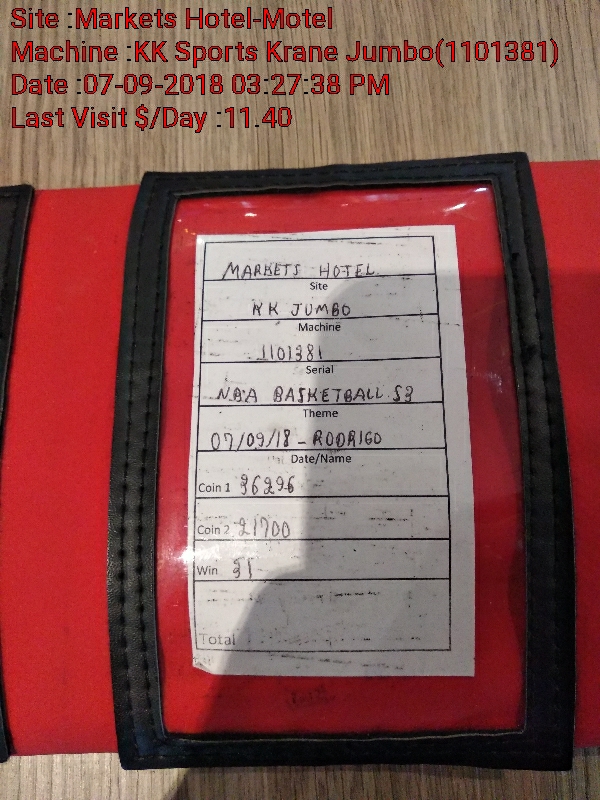 Site :Markets Hotel-Motel
Machine :KK Sports Krane Jumbo(1101381)
Date :07-09-2018 03:27:38 PM
Last Visit $/Day :11.40
MARKETS HOTEL
Site
KK JUMBO
Machine
1101381
Serial
NBA BASKETBALL S3
Theme
07/09/18 - RODRIGO
Date/Name
Coin 1 36296
Coin 2 21700
Win 31
Total